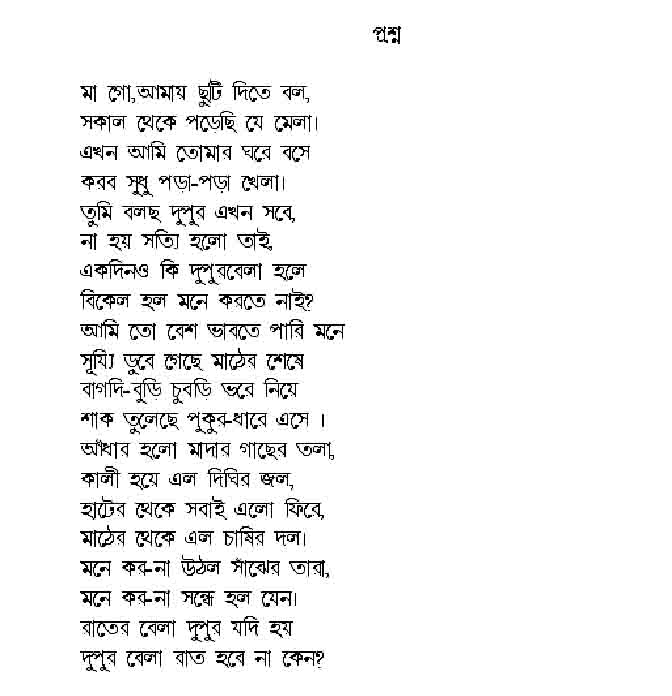 প্রশ্ন
মা গো,আমায় ছুটি দিতে বল,
সকাল থেকে পড়েছি যে মেলা।
এখন আমি তোমার ঘরে বসে
করব সুধু পড়া-পড়া খেলা।
তুমি বলছ দুপুর এখন সবে,
না হয় সত্যি হলো তাই,
একদিনও কি দুপুরবেলা হলে
বিকেল হল মনে করতে নাই?
আমি তো বেশ ভাবতে পারি মনে
সূয্যি ডুবে গেছে মাঠের শেষে
বাগদি-বুড়ি চুবড়ি ভরে নিয়ে
শাক তুলেছে পুকুর-ধারে এসে ।
আঁধার হলো মাদার গাছের তলা,
কালী হয়ে এল দিঘির জল,
হাটের থেকে সবাই এলো ফিরে,
মাঠের থেকে এল চাষির দল।
মনে কর-না উঠল সাঁঝের তারা,
মনে কর-না সন্ধে হল যেন।
রাতের বেলা দুপুর যদি হয়
দুপুর বেলা রাত হবে না কেন?